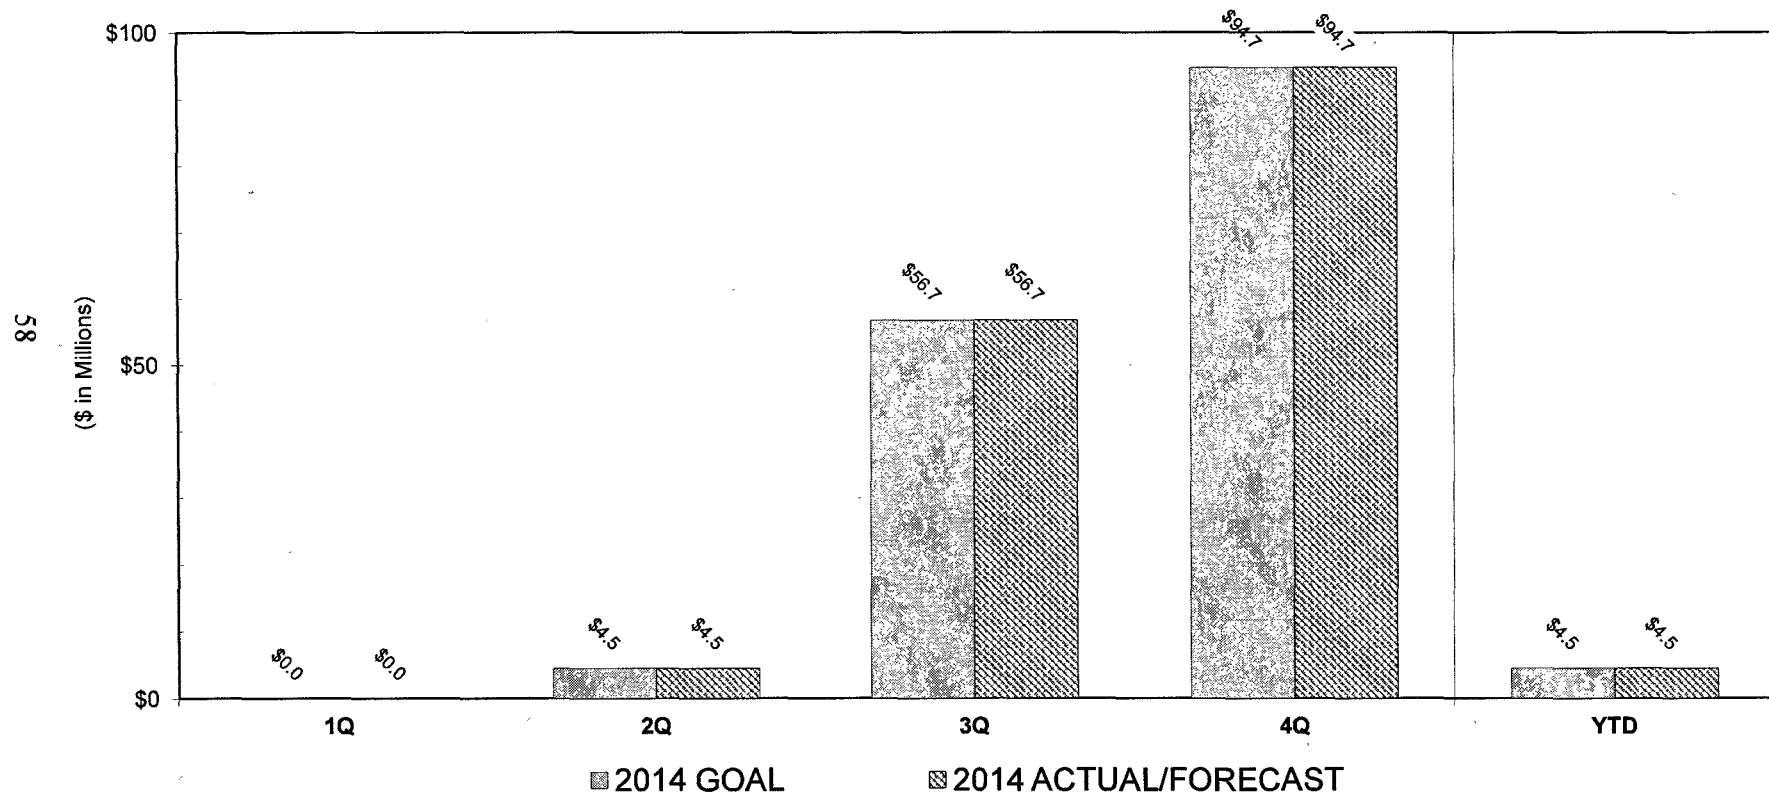 $100
$50
$0
($ in Millions)
58
$0.0
$0.0
$4.5
$4.5
$56.7
$56.7
$94.7
$94.7
$4.5
$4.5
1Q
2Q
3Q
4Q
YTD
2014 GOAL
2014 ACTUAL/FORECAST